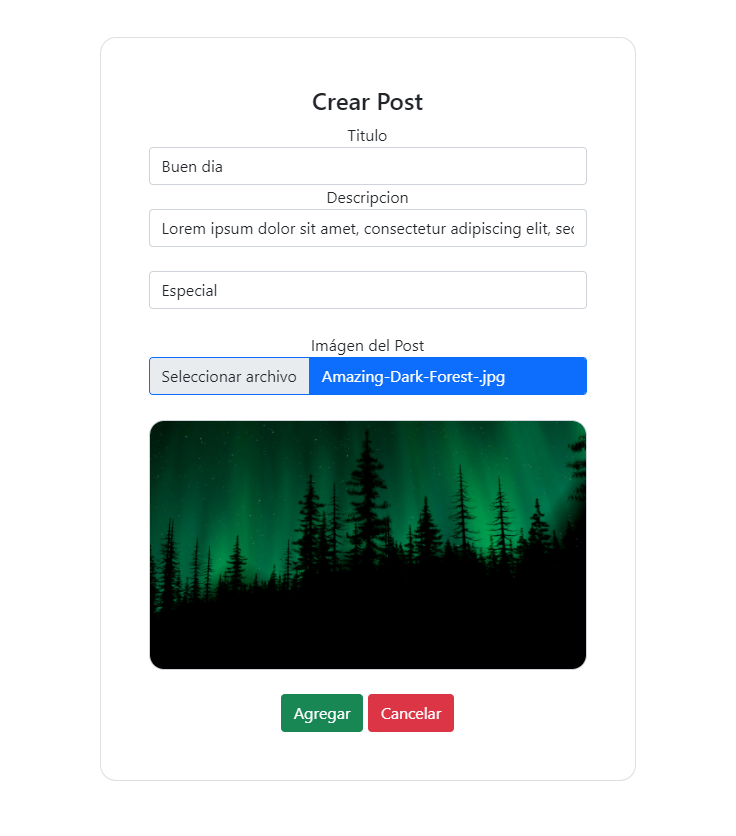 Crear Post
Titulo
Buen dia
Descripcion
Lorem ipsum dolor sit amet, consectetur adipiscing elit, sec
Especial
Imágen del Post
Seleccionar archivo Amazing-Dark-Forest-.jpg
Agregar Cancelar